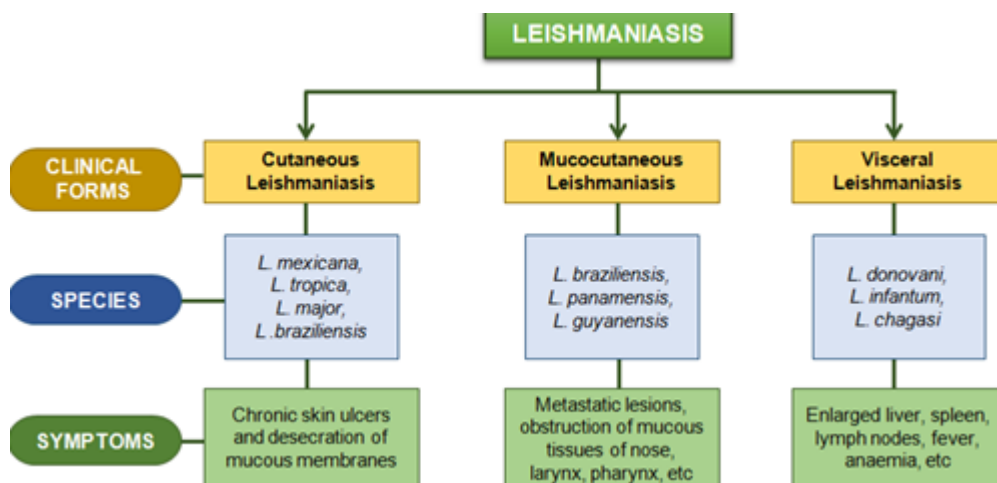 LEISHMANIASIS
CLINICAL
FORMS
Cutaneous
Leishmaniasis
Mucocutaneous
Leishmaniasis
Visceral
Leishmaniasis
SPECIES
L. mexicana,
L. tropica,
L. major,
L .braziliensis
L. braziliensis,
L. panamensis,
L. guyanensis
L. donovani,
L. infantum,
L. chagasi
SYMPTOMS
Chronic skin ulcers
and desecration of
mucous membranes
Metastatic lesions,
obstruction of mucous
tissues of nose,
larynx, pharynx, etc
Enlarged liver, spleen,
lymph nodes, fever,
anaemia, etc